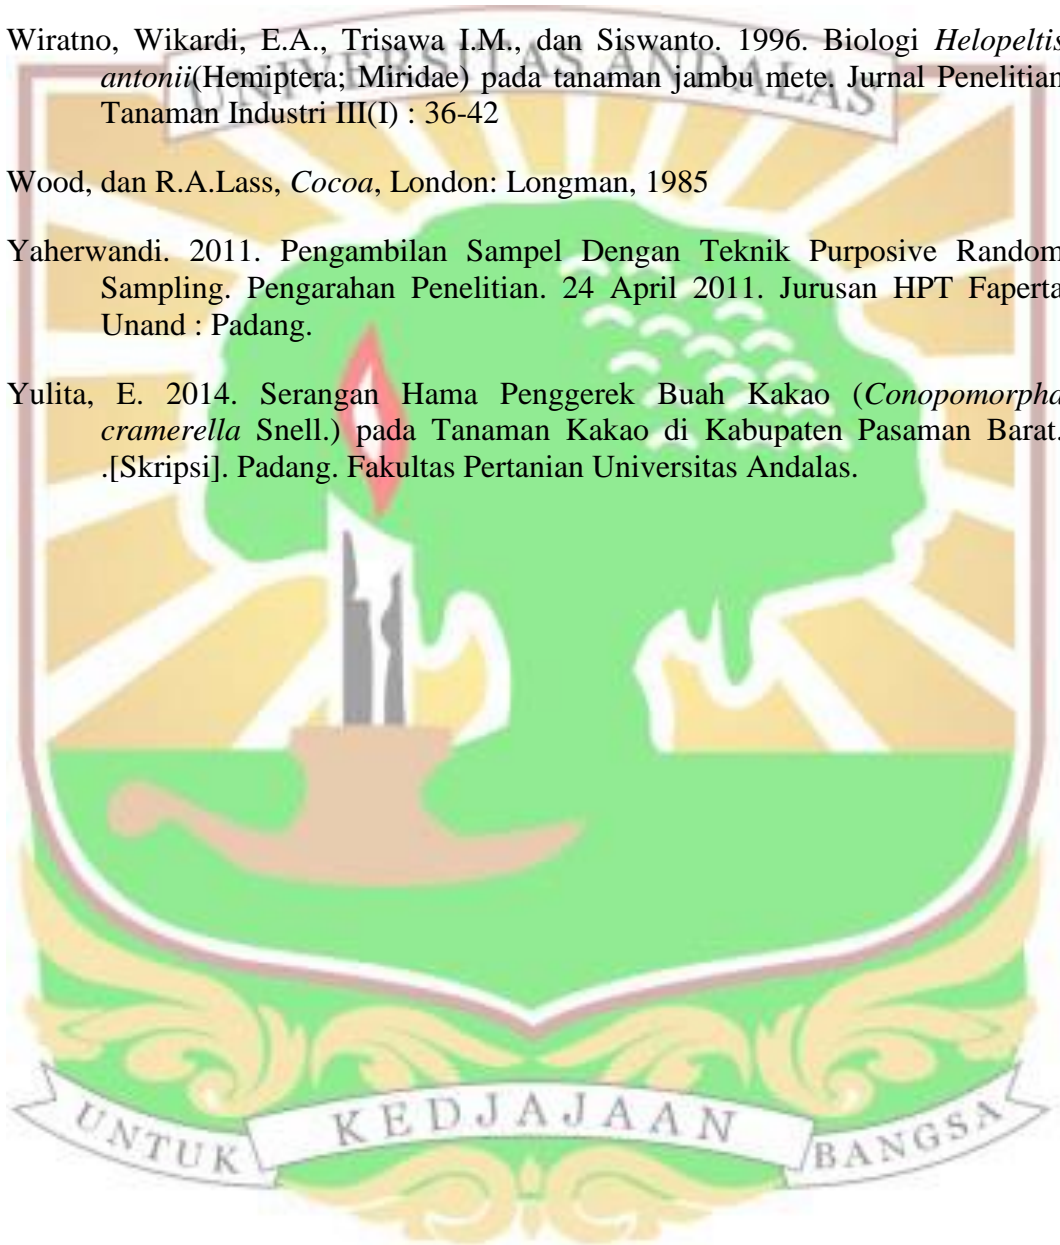 Wiratno, Wikardi, E.A., Trisawa I.M., dan Siswanto. 1996. Biologi Helopeltis
antonii(Hemiptera; Miridae) pada tanaman jambu mete. Jurnal Penelitian
Tanaman Industri III(I) : 36-42
Wood, dan R.A.Lass, Cocoa, London: Longman, 1985
Yaherwandi. 2011. Pengambilan Sampel Dengan Teknik Purposive Random
Sampling. Pengarahan Penelitian. 24 April 2011. Jurusan HPT Faperta
Unand : Padang.
Yulita, E. 2014. Serangan Hama Penggerek Buah Kakao (Conopomorpha
cramerella Snell.) pada Tanaman Kakao di Kabupaten Pasaman Barat.
.[Skripsi]. Padang. Fakultas Pertanian Universitas Andalas.
UNIVERSITAS ANDALAS
UNTUK KEDJAJAAN BANGSA